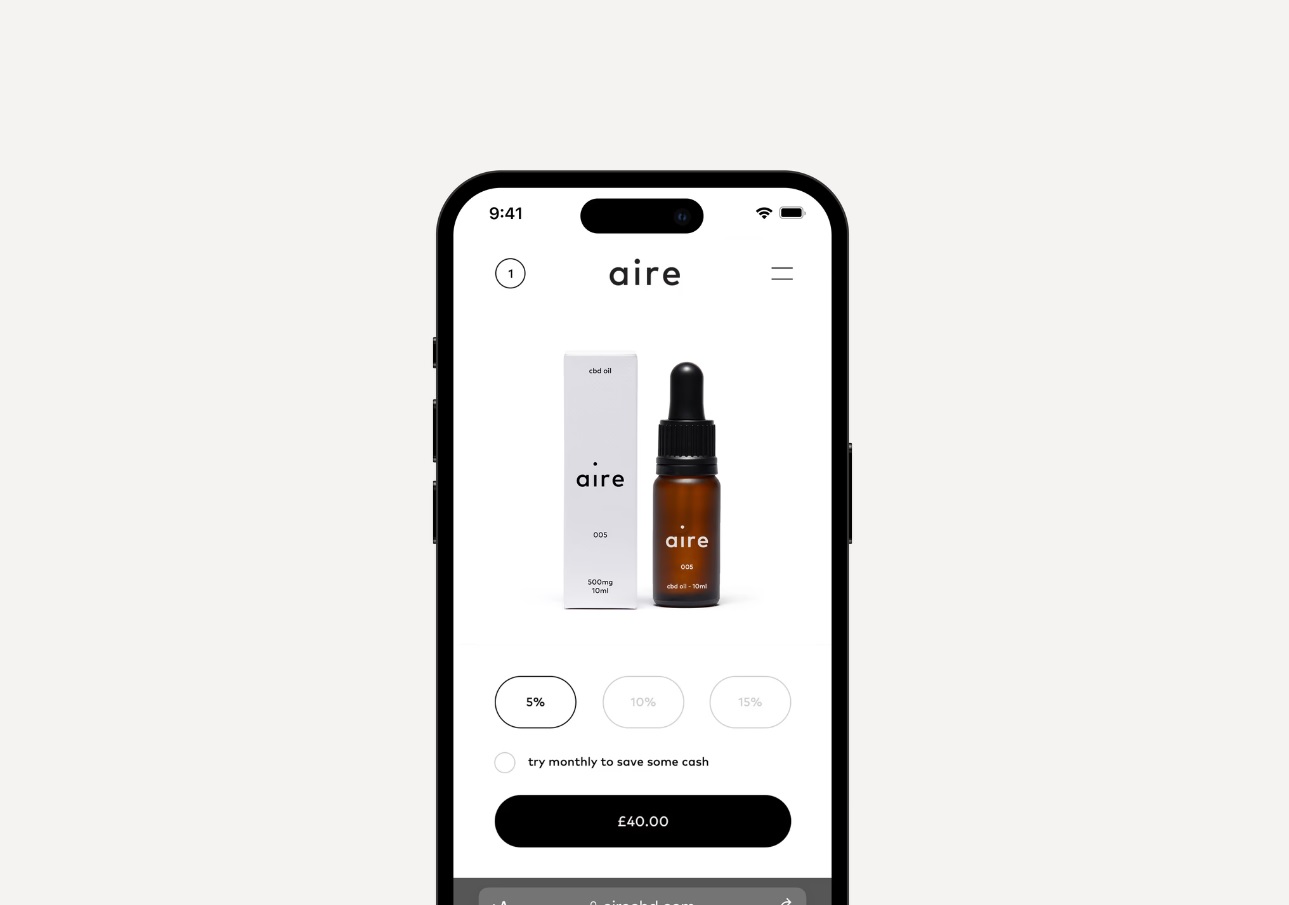 9:41
1
aire
cbd oil
aire
005
500mg
10ml
aire
005
cbd oil - 10ml
5%
10%
15%
try monthly to save some cash
£40.00